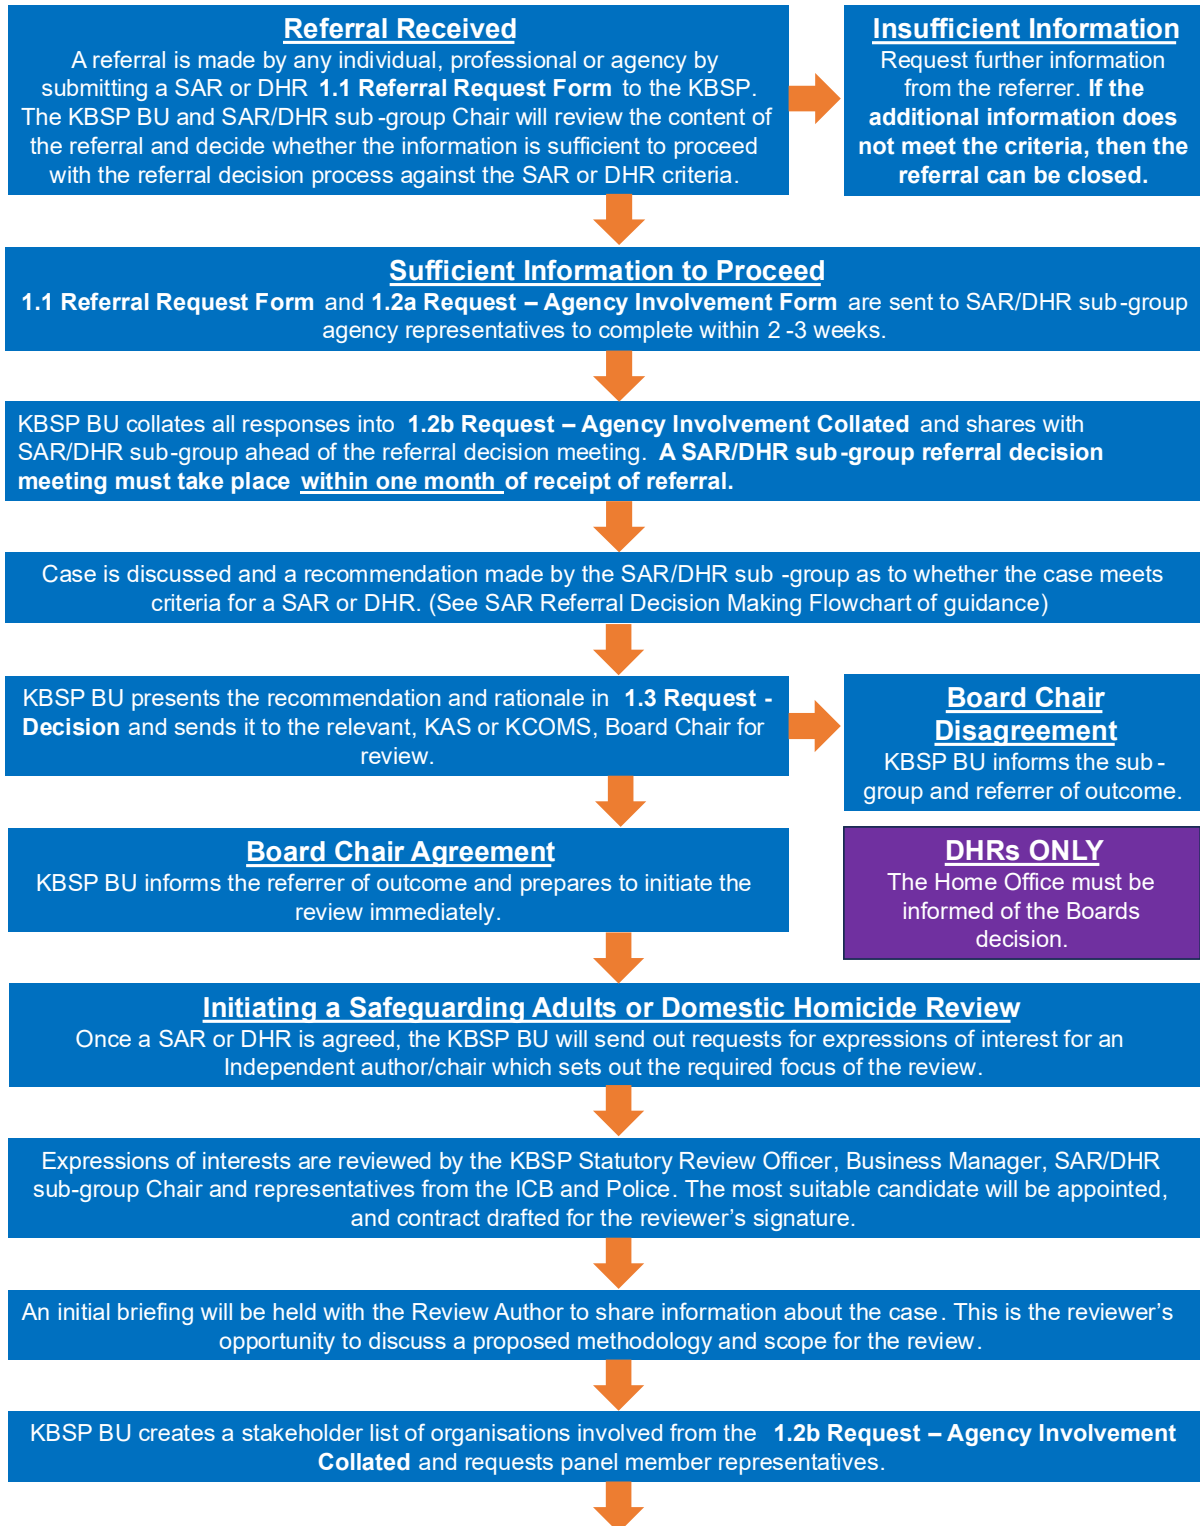 Referral Received
A referral is made by any individual, professional or agency by
submitting a SAR or DHR 1.1 Referral Request Form to the KBSP.
The KBSP BU and SAR/DHR sub-group Chair will review the content of
the referral and decide whether the information is sufficient to proceed
with the referral decision process against the SAR or DHR criteria.
Insufficient Information
Request further information
from the referrer. If the
additional information does
not meet the criteria, then the
referral can be closed.
Sufficient Information to Proceed
1.1 Referral Request Form and 1.2a Request – Agency Involvement Form are sent to SAR/DHR sub-group
agency representatives to complete within 2-3 weeks.
KBSP BU collates all responses into 1.2b Request – Agency Involvement Collated and shares with
SAR/DHR sub-group ahead of the referral decision meeting. A SAR/DHR sub-group referral decision
meeting must take place within one month of receipt of referral.
Case is discussed and a recommendation made by the SAR/DHR sub-group as to whether the case meets
criteria for a SAR or DHR. (See SAR Referral Decision Making Flowchart of guidance)
KBSP BU presents the recommendation and rationale in 1.3 Request -
Decision and sends it to the relevant, KAS or KCOMS, Board Chair for
review.
Board Chair
Disagreement
KBSP BU informs the sub-
group and referrer of outcome.
Board Chair Agreement
KBSP BU informs the referrer of outcome and prepares to initiate the
review immediately.
DHRs ONLY
The Home Office must be
informed of the Boards
decision.
Initiating a Safeguarding Adults or Domestic Homicide Review
Once a SAR or DHR is agreed, the KBSP BU will send out requests for expressions of interest for an
Independent author/chair which sets out the required focus of the review.
Expressions of interests are reviewed by the KBSP Statutory Review Officer, Business Manager, SAR/DHR
sub-group Chair and representatives from the ICB and Police. The most suitable candidate will be appointed,
and contract drafted for the reviewer's signature.
An initial briefing will be held with the Review Author to share information about the case. This is the reviewer's
opportunity to discuss a proposed methodology and scope for the review.
KBSP BU creates a stakeholder list of organisations involved from the 1.2b Request – Agency Involvement
Collated and requests panel member representatives.